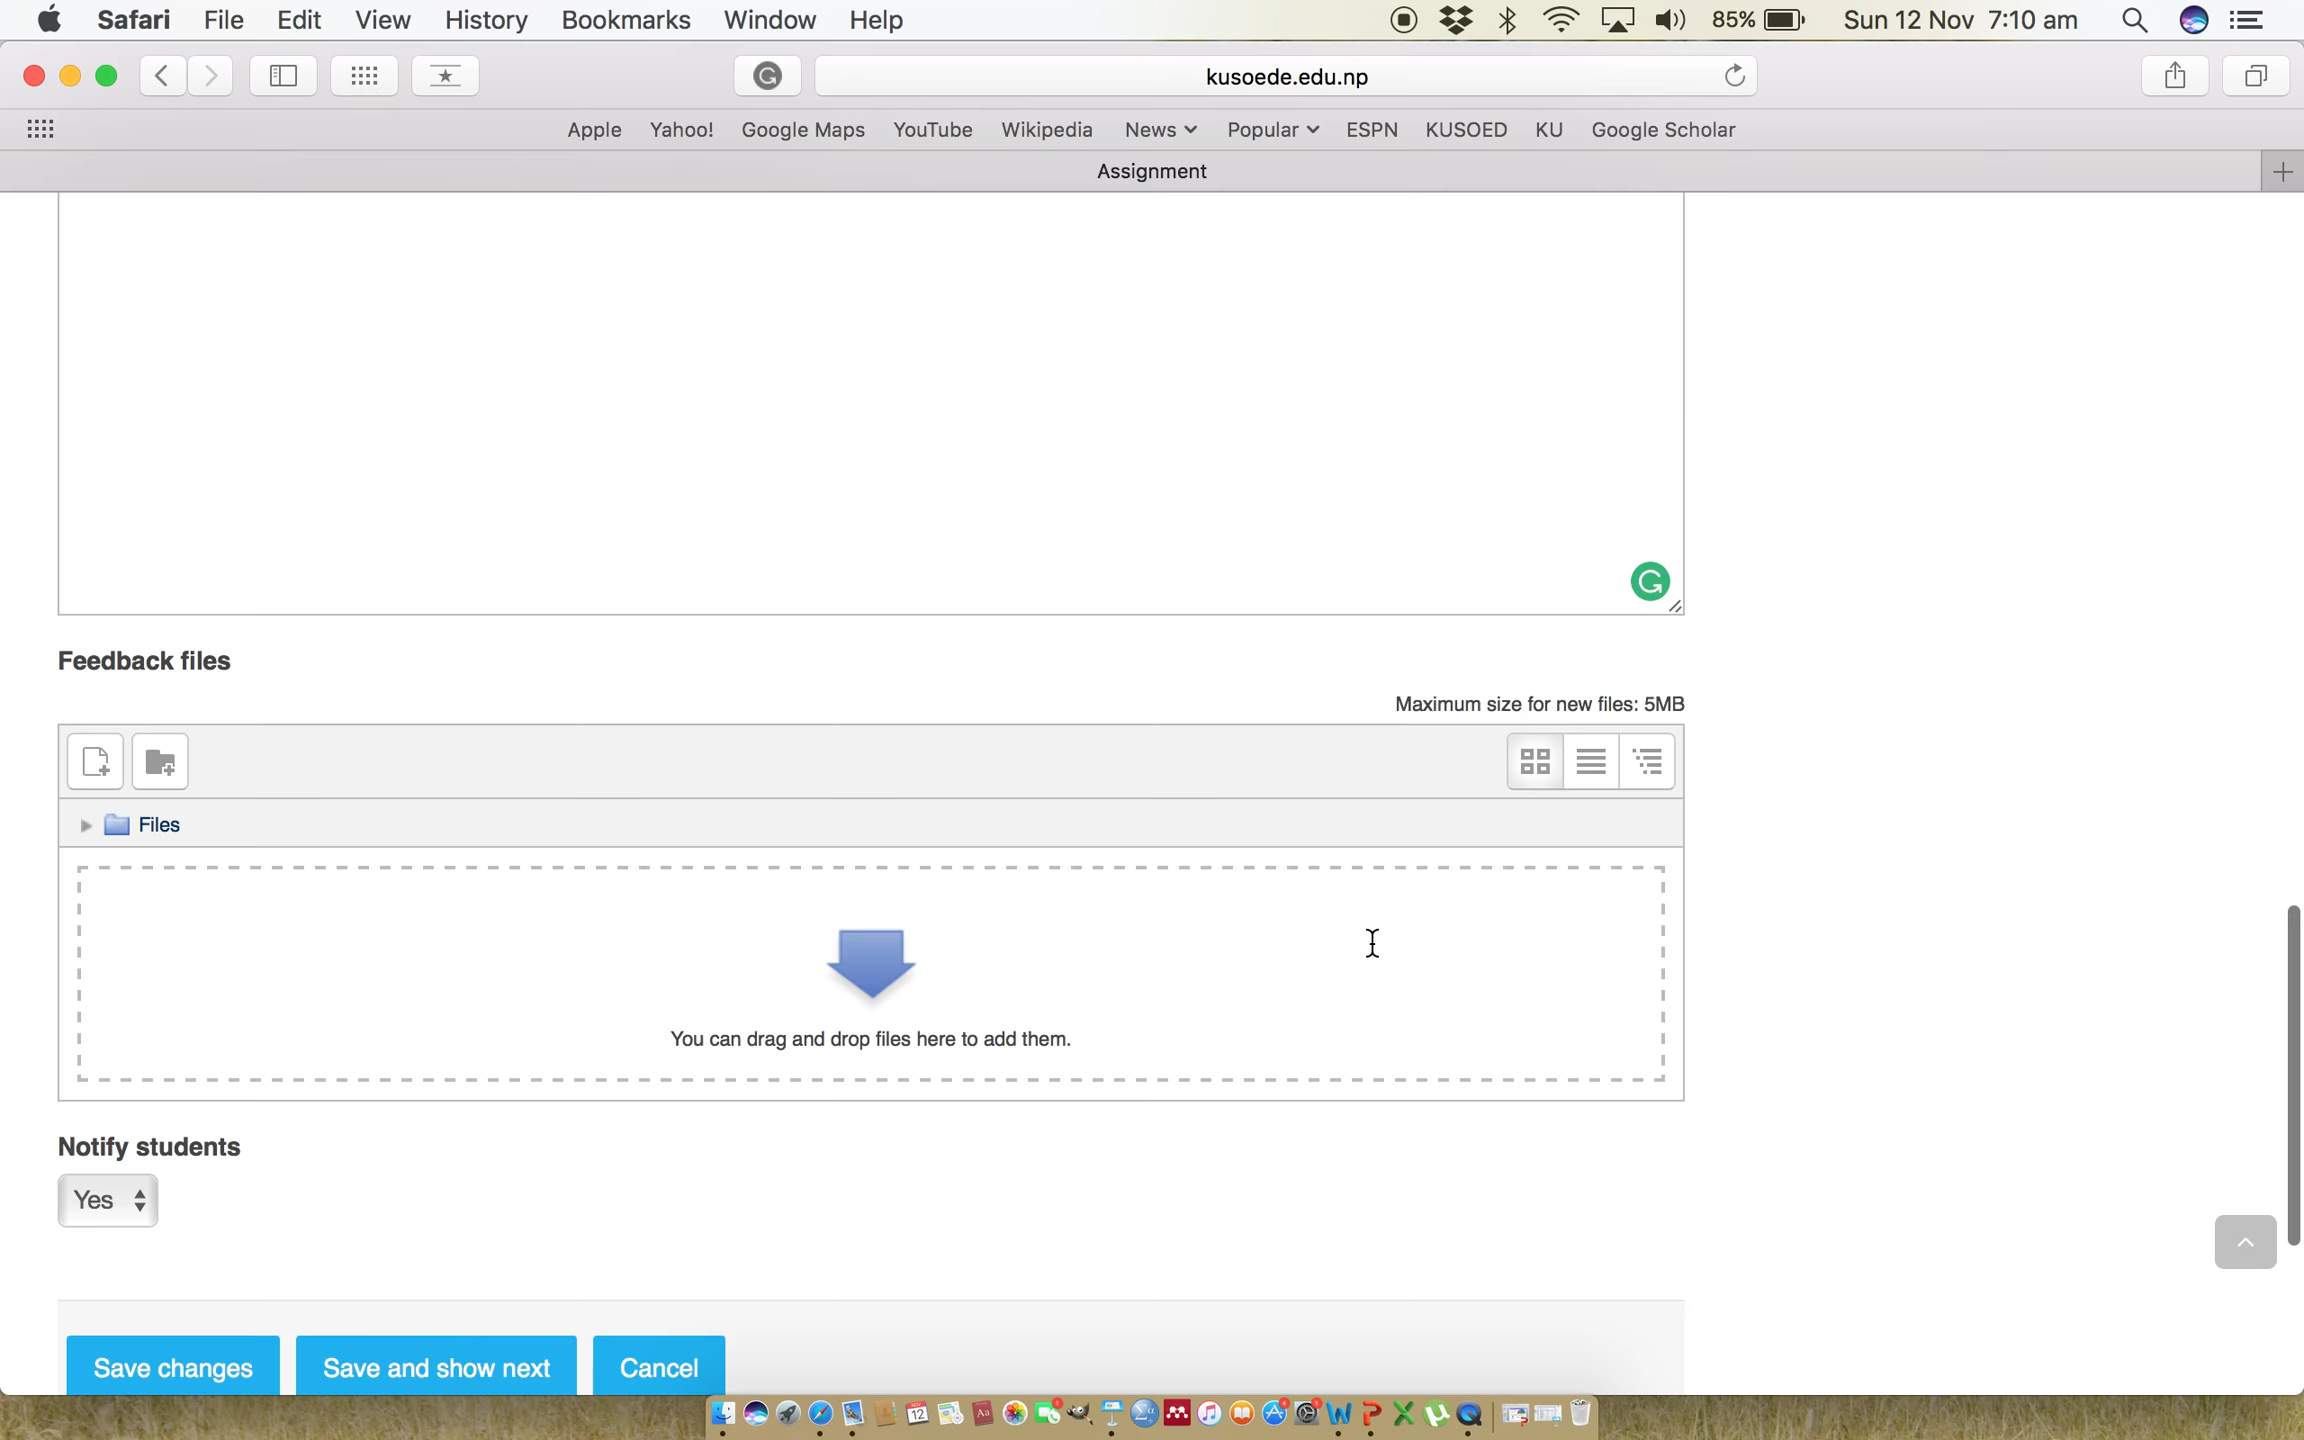 Safari File Edit View History Bookmarks Window Help 85% Sun 12 Nov 7:10 am
kusoede.edu.np
Apple Yahoo! Google Maps YouTube Wikipedia News Popular ESPN KUSOED KU Google Scholar
Assignment
Feedback files
Maximum size for new files: 5MB
Files
You can drag and drop files here to add them.
Notify students
Yes
Save changes Save and show next Cancel